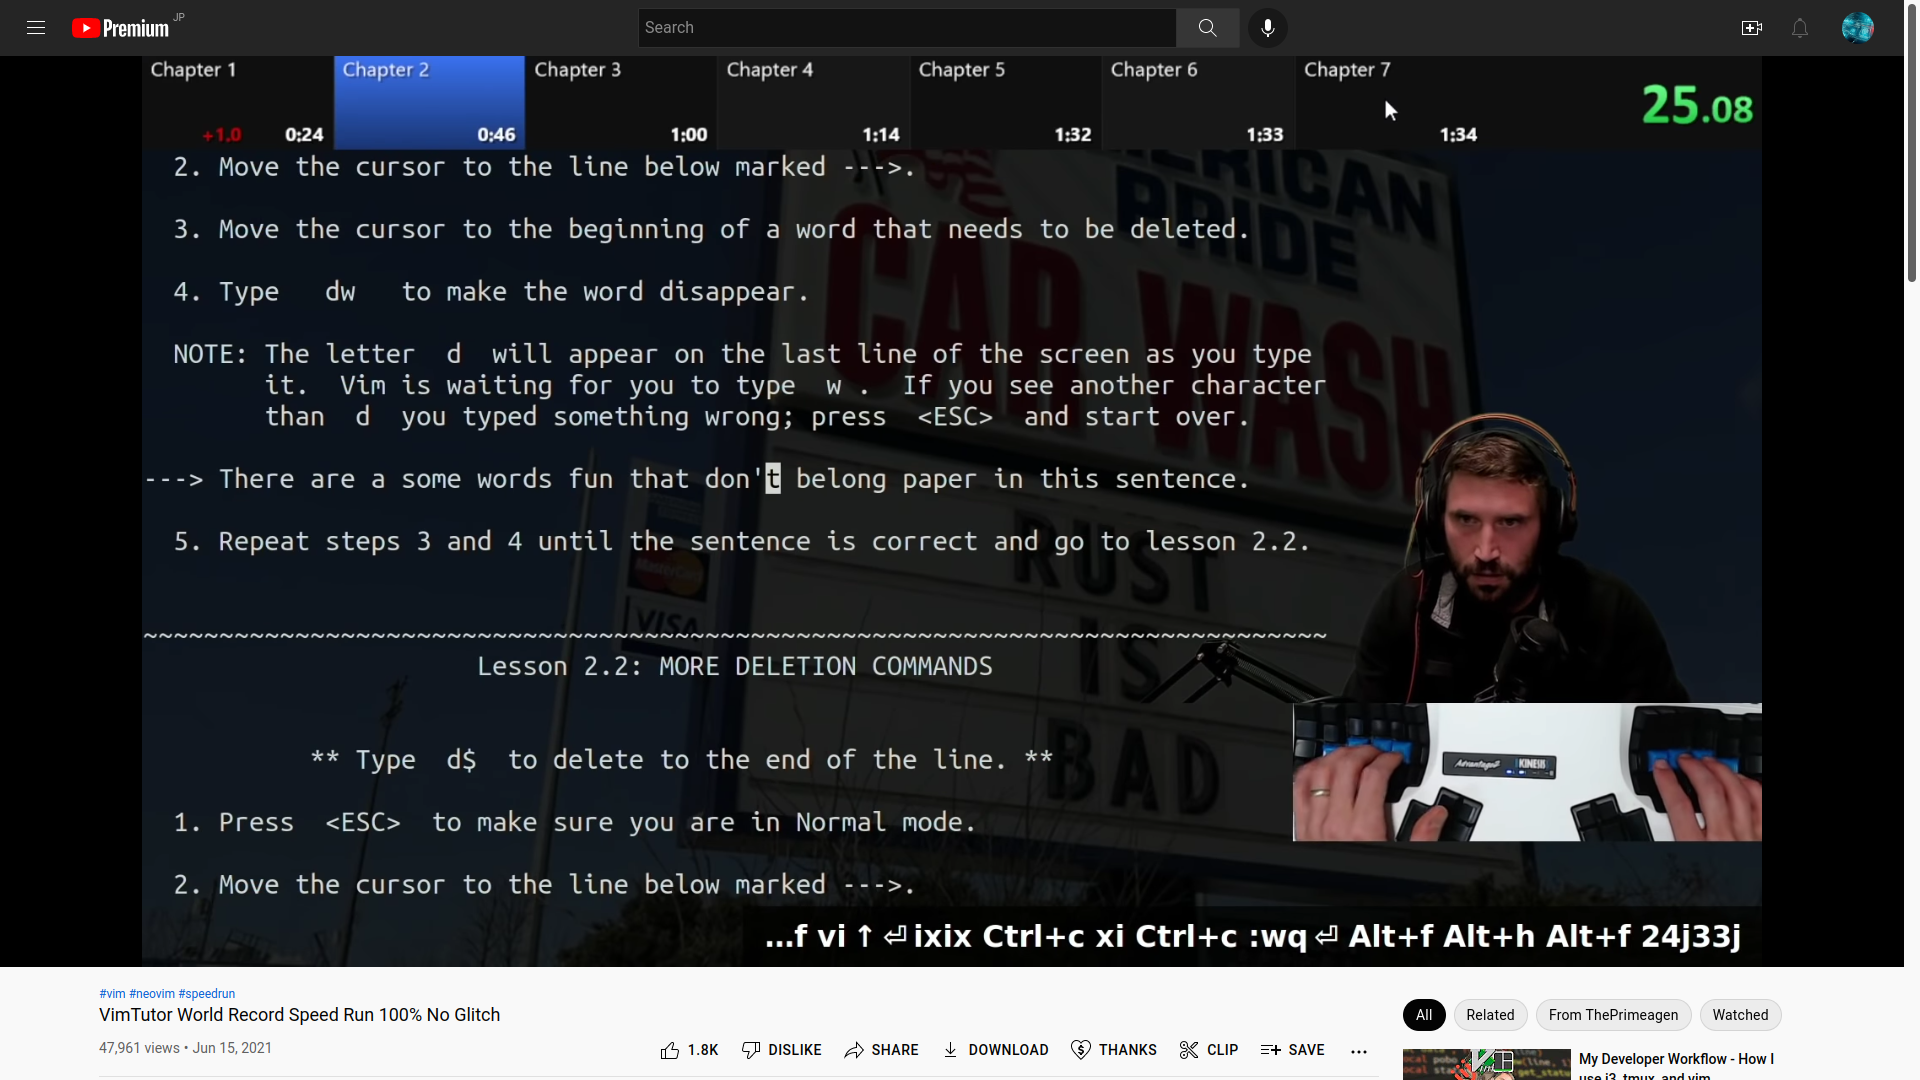 Premium JP
Search
Chapter 1
Chapter 2
Chapter 3
Chapter 4
Chapter 5
Chapter 6
Chapter 7
25.08
+1.0 0:24
0:46
1:00
1:14
1:32
1:33
1:34
2. Move the cursor to the line below marked --->.
3. Move the cursor to the beginning of a word that needs to be deleted.
4. Type dw to make the word disappear.
NOTE: The letter d will appear on the last line of the screen as you type
it. Vim is waiting for you to type w . If you see another character
than d you typed something wrong; press <ESC> and start over.
---> There are a some words fun that don't belong paper in this sentence.
5. Repeat steps 3 and 4 until the sentence is correct and go to lesson 2.2.
~~~~~~~~~~~~~~~~~~~~~~~~~~~~~~~~~~~~~~~~~~~~~~~~~~~~~~~~~~~~~~~~~~~~~~~~~~~~~~
Lesson 2.2: MORE DELETION COMMANDS
** Type d$ to delete to the end of the line. **
1. Press <ESC> to make sure you are in Normal mode.
2. Move the cursor to the line below marked --->.
AMERICAN
PRIDE
CAR WASH
MasterCard
VISA
RUST
IS
BAD
Advantage2
KINESIS
...f vi ↑ ⏎ ixix Ctrl+c xi Ctrl+c :wq ⏎ Alt+f Alt+h Alt+f 24j33j
#vim #neovim #speedrun
VimTutor World Record Speed Run 100% No Glitch
47,961 views • Jun 15, 2021
1.8K
DISLIKE
SHARE
DOWNLOAD
THANKS
CLIP
SAVE
All
Related
From ThePrimeagen
Watched
My Developer Workflow - How I
use i3, tmux, and vim